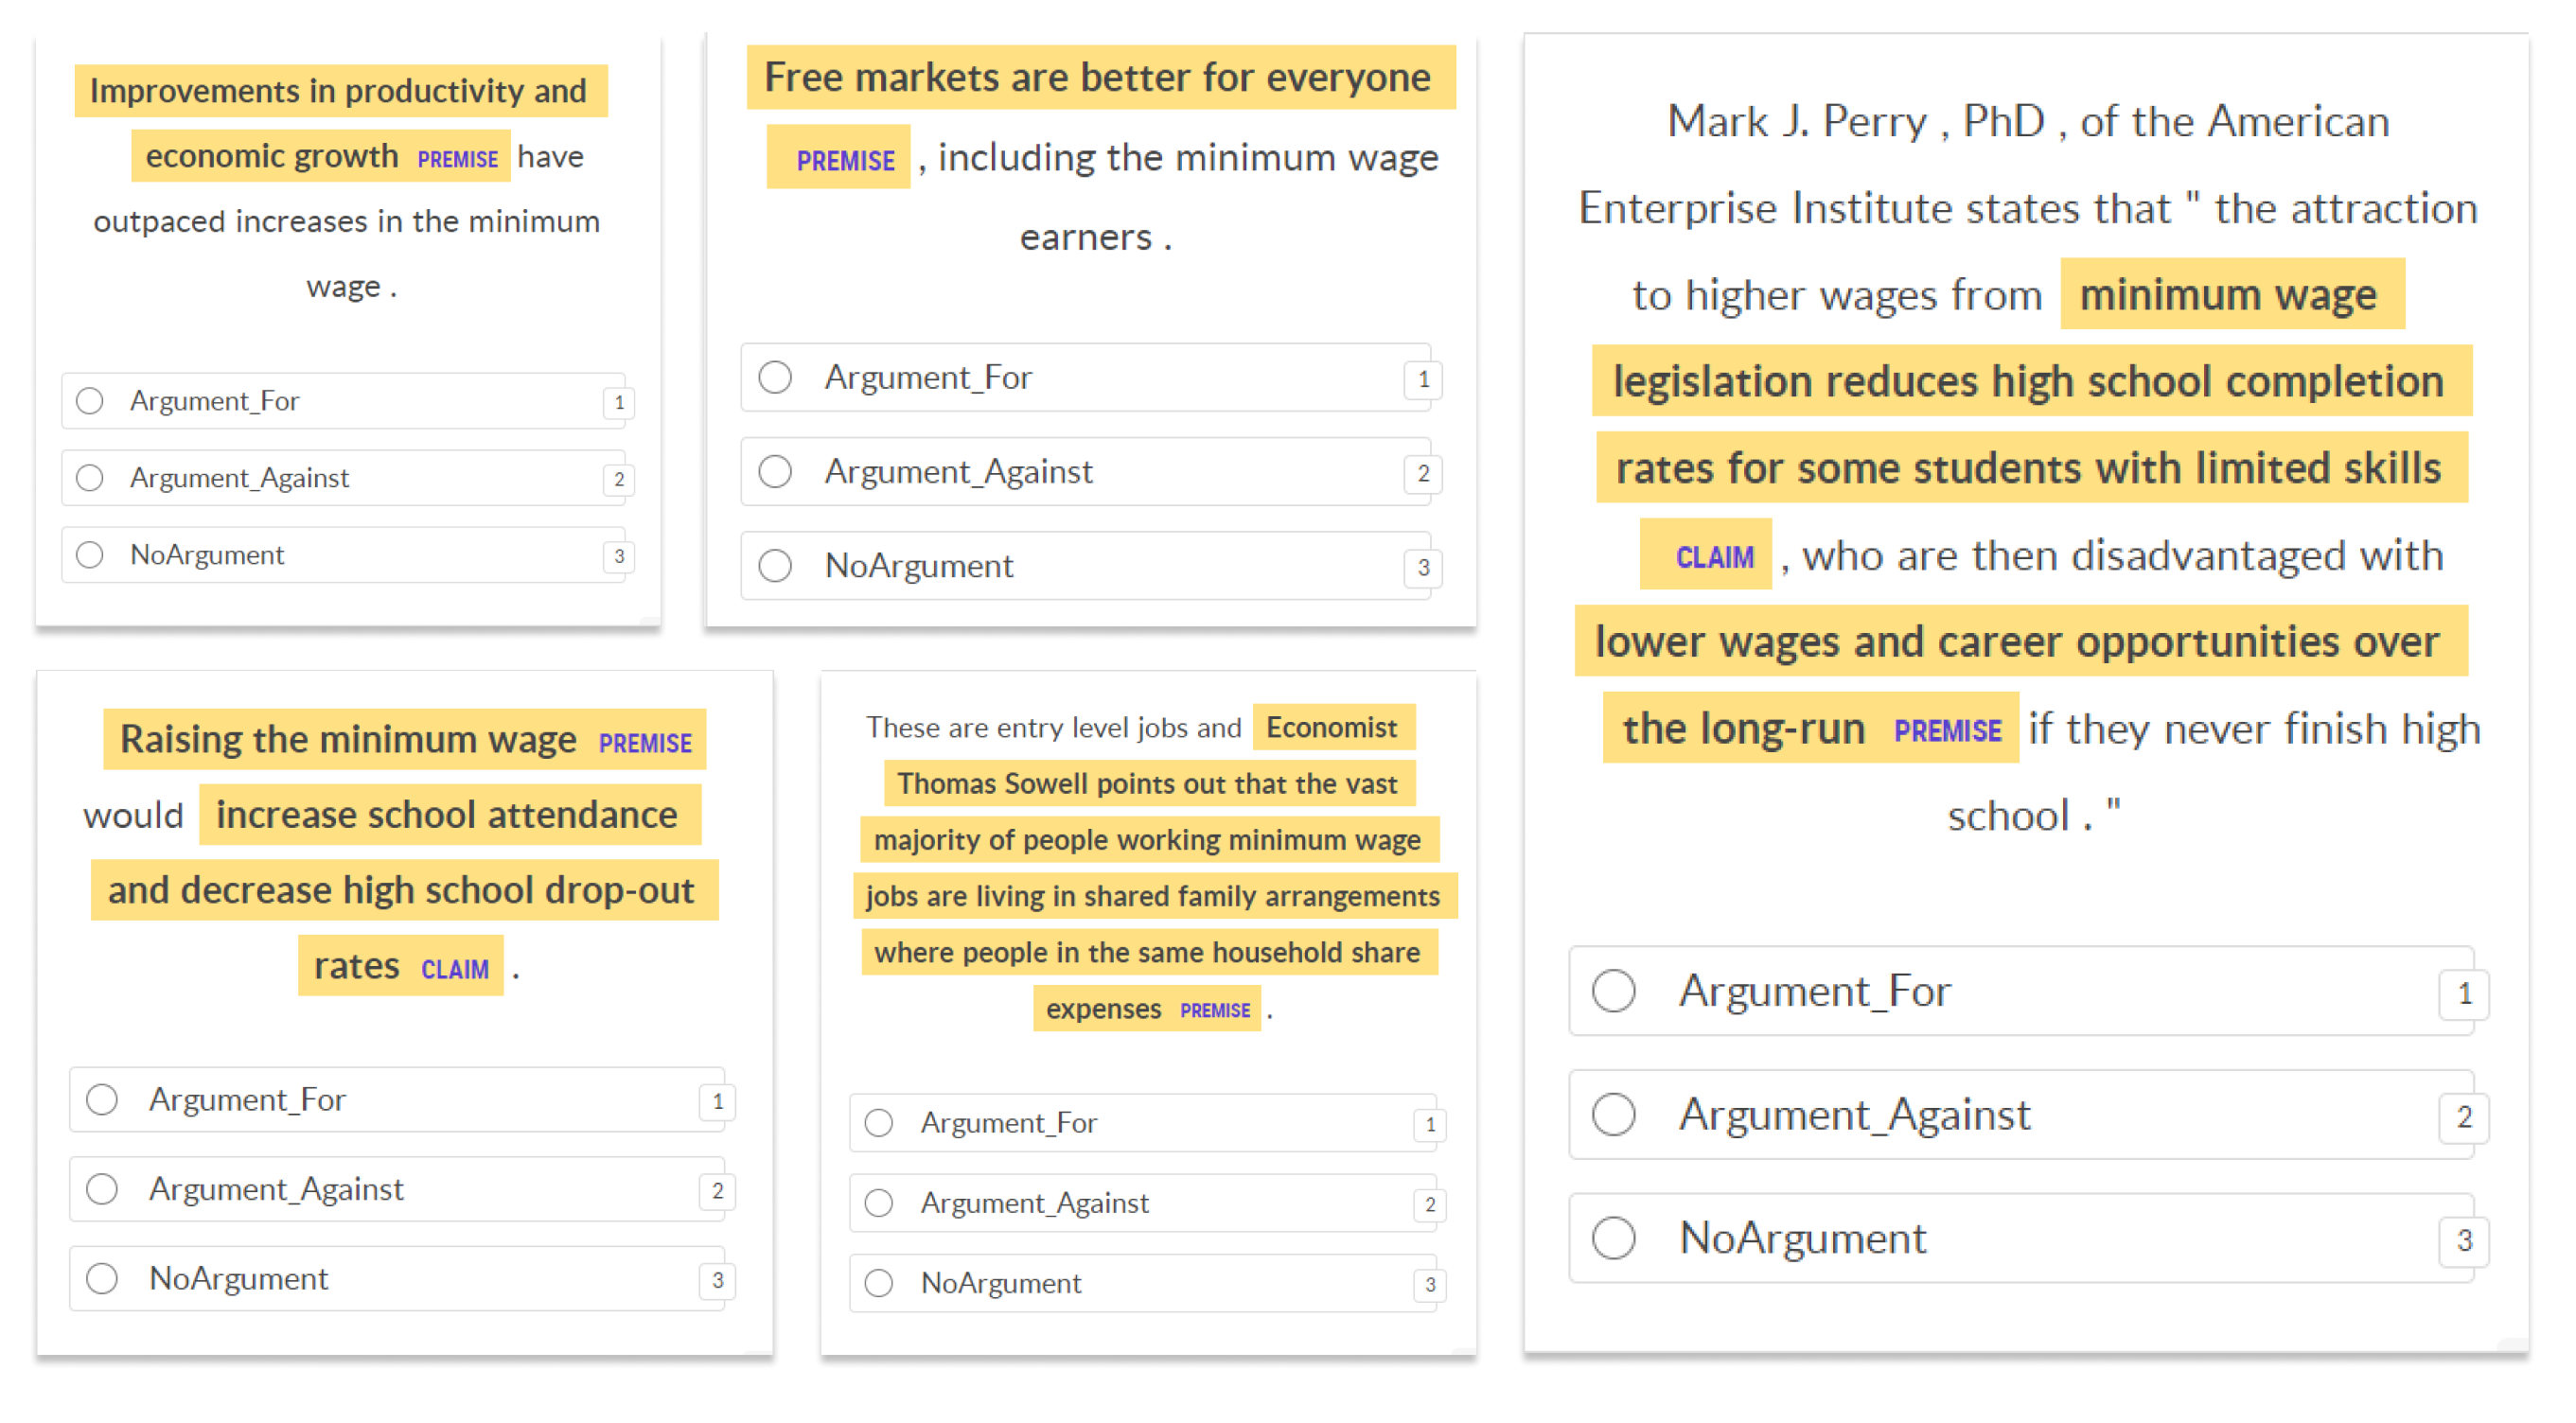 Improvements in productivity and
economic growth PREMISE have
outpaced increases in the minimum
wage .
Argument_For 1
Argument_Against 2
NoArgument 3
Free markets are better for everyone
PREMISE , including the minimum wage
earners .
Argument_For 1
Argument_Against 2
NoArgument 3
Mark J. Perry , PhD , of the American
Enterprise Institute states that " the attraction
to higher wages from minimum wage
legislation reduces high school completion
rates for some students with limited skills
CLAIM , who are then disadvantaged with
lower wages and career opportunities over
the long-run PREMISE if they never finish high
school . "
Argument_For 1
Argument_Against 2
NoArgument 3
Raising the minimum wage PREMISE
would increase school attendance
and decrease high school drop-out
rates CLAIM .
Argument_For 1
Argument_Against 2
NoArgument 3
These are entry level jobs and Economist
Thomas Sowell points out that the vast
majority of people working minimum wage
jobs are living in shared family arrangements
where people in the same household share
expenses PREMISE .
Argument_For 1
Argument_Against 2
NoArgument 3